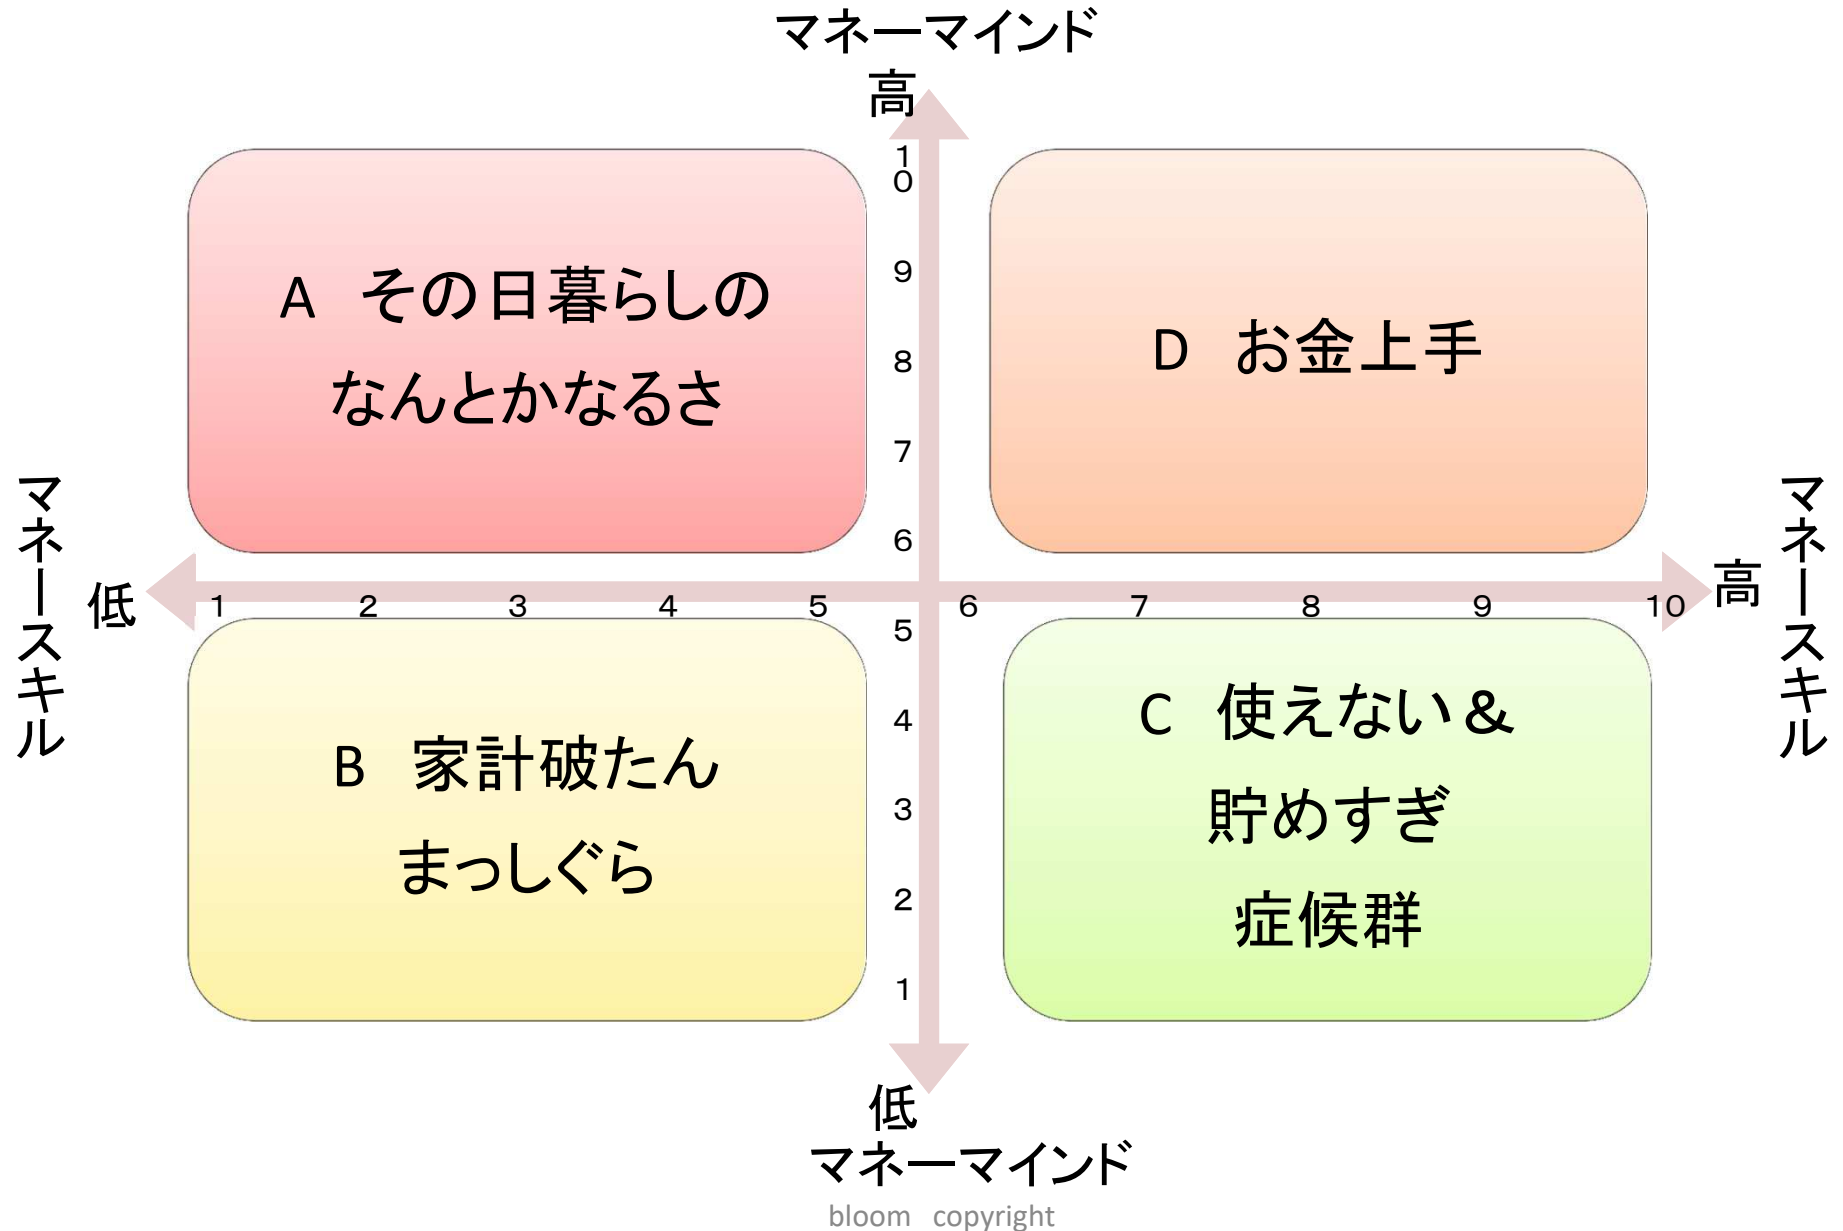 マネーマインド
高
10
9
8
7
6
A　その日暮らしの
なんとかなるさ
D　お金上手
マネースキル
低
1 2 3 4 5 6 7 8 9 10
高
マネースキル
5
4
3
2
1
B　家計破たん
まっしぐら
C　使えない＆
貯めすぎ
症候群
低
マネーマインド
bloom copyright